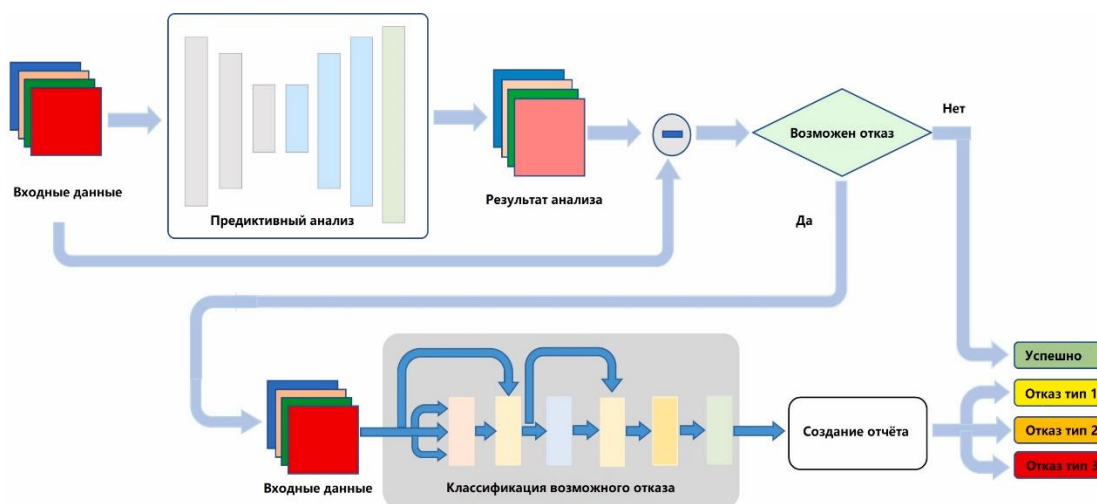 Входные данные
Предиктивный анализ
Результат анализа
Возможен отказ
Нет
Да
Входные данные
Классификация возможного отказа
Создание отчёта
Успешно
Отказ тип 1
Отказ тип 2
Отказ тип 3